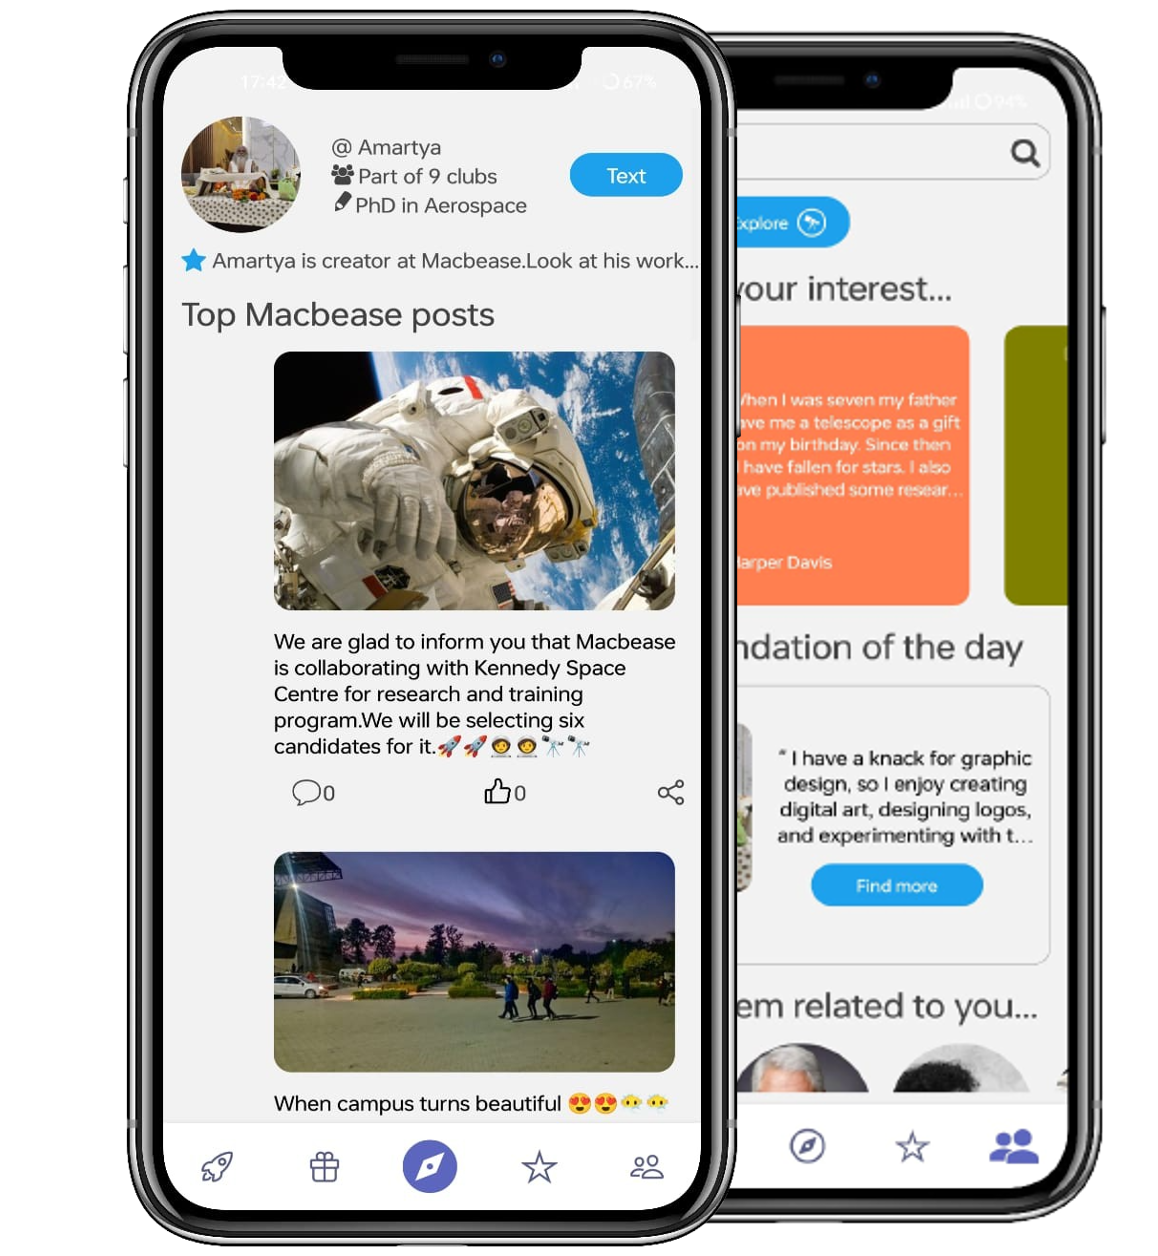 17:42
67%
@ Amartya
Part of 9 clubs
PhD in Aerospace
Text
Amartya is creator at Macbease.Look at his work...
Top Macbease posts
We are glad to inform you that Macbease
is collaborating with Kennedy Space
Centre for research and training
program.We will be selecting six
candidates for it.🚀🚀🧑‍🚀🧑‍🚀🔭🔭
0
0
When campus turns beautiful 😍😍😶‍🌫️😶‍🌫️
94%
xplore
our interest...
hen I was seven my father
ave me a telescope as a gift
on my birthday. Since then
I have fallen for stars. I also
ve published some resear...
arper Davis
ndation of the day
“ I have a knack for graphic
design, so I enjoy creating
digital art, designing logos,
and experimenting with t...
Find more
em related to you...